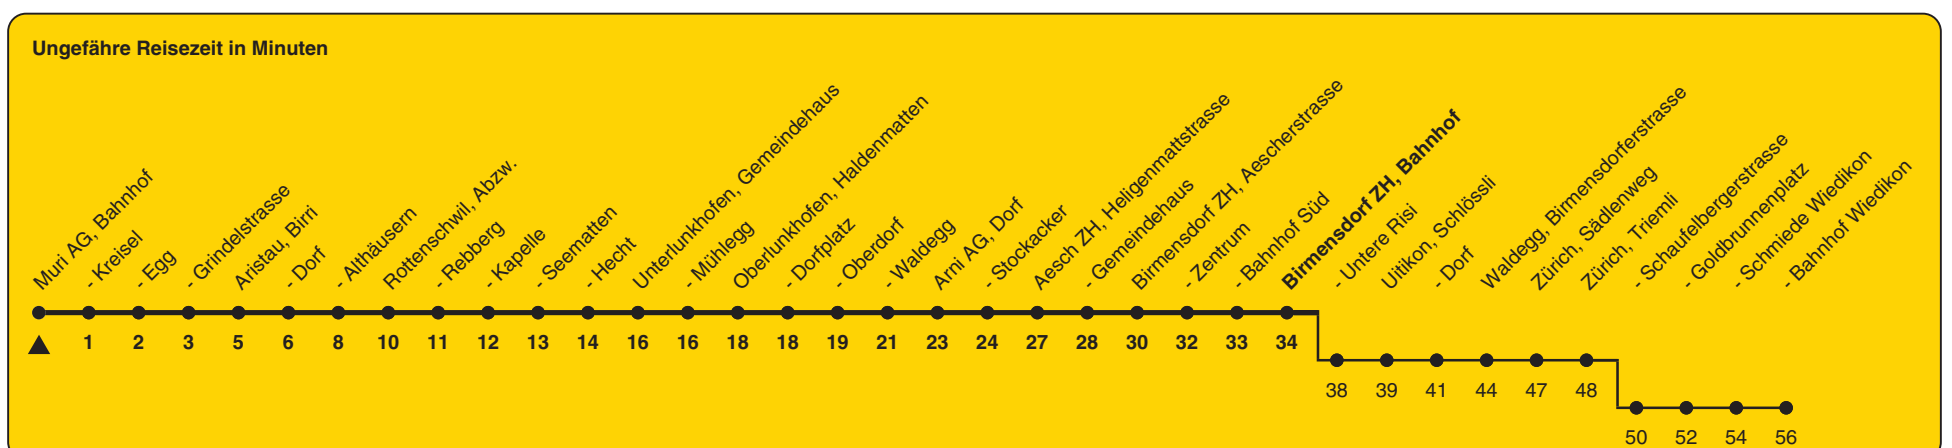 Ungefähre Reisezeit in Minuten
Muri AG, Bahnhof
- Kreisel
- Egg
- Grindelstrasse
Aristau, Birri
- Dorf
- Althäusern
Rottenschwil, Abzw.
- Rebberg
- Kapelle
- Seematten
- Hecht
Unterlunkhofen, Gemeindehaus
- Mühlegg
Oberlunkhofen, Haldenmatten
- Dorfplatz
- Oberdorf
- Waldegg
Arni AG, Dorf
- Stockacker
Aesch ZH, Heligenmattstrasse
- Gemeindehaus
Birmensdorf ZH, Aescherstrasse
- Zentrum
- Bahnhof Süd
Birmensdorf ZH, Bahnhof
- Untere Risi
Uitikon, Schlössli
- Dorf
Waldegg, Birmensdorferstrasse
Zürich, Sädlenweg
Zürich, Triemli
- Schaufelbergerstrasse
- Goldbrunnenplatz
- Schmiede Wiedikon
- Bahnhof Wiedikon
1 2 3 5 6 8 10 11 12 13 14 16 16 18 18 19 21 23 24 27 28 30 32 33 34
38 39 41 44 47 48
50 52 54 56